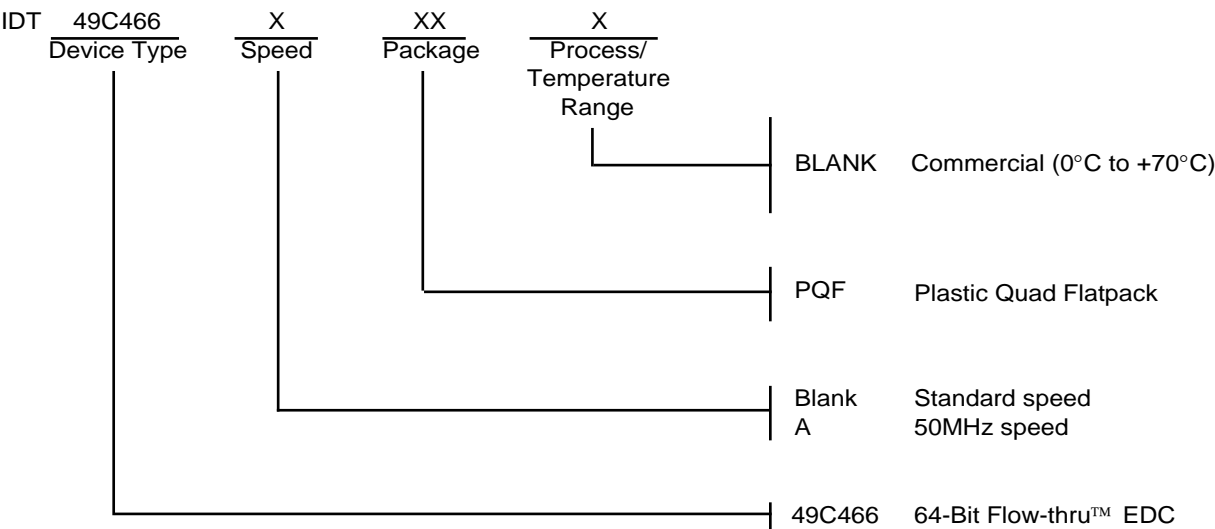 IDT 49C466 X XX X
Device Type Speed Package Process/
Temperature
Range
BLANK Commercial (0°C to +70°C)
PQF Plastic Quad Flatpack
Blank Standard speed
A 50MHz speed
49C466 64-Bit Flow-thru™ EDC